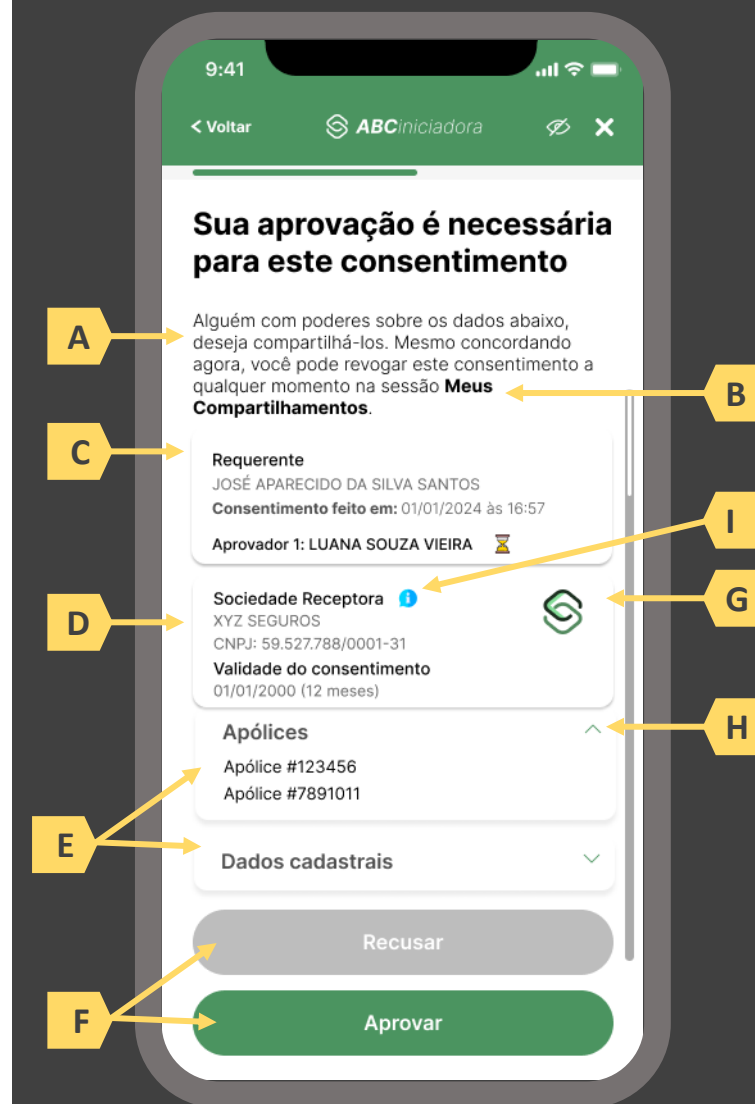 9:41
< Voltar
ABCiniciadora
Sua aprovação é necessária
para este consentimento
A
Alguém com poderes sobre os dados abaixo,
deseja compartilhá-los. Mesmo concordando
agora, você pode revogar este consentimento a
qualquer momento na sessão Meus
Compartilhamentos.
B
C
Requerente
JOSÉ APARECIDO DA SILVA SANTOS
Consentimento feito em: 01/01/2024 às 16:57
Aprovador 1: LUANA SOUZA VIEIRA
I
D
Sociedade Receptora
XYZ SEGUROS
CNPJ: 59.527.788/0001-31
Validade do consentimento
01/01/2000 (12 meses)
G
H
Apólices
Apólice #123456
Apólice #7891011
E
Dados cadastrais
Recusar
F
Aprovar